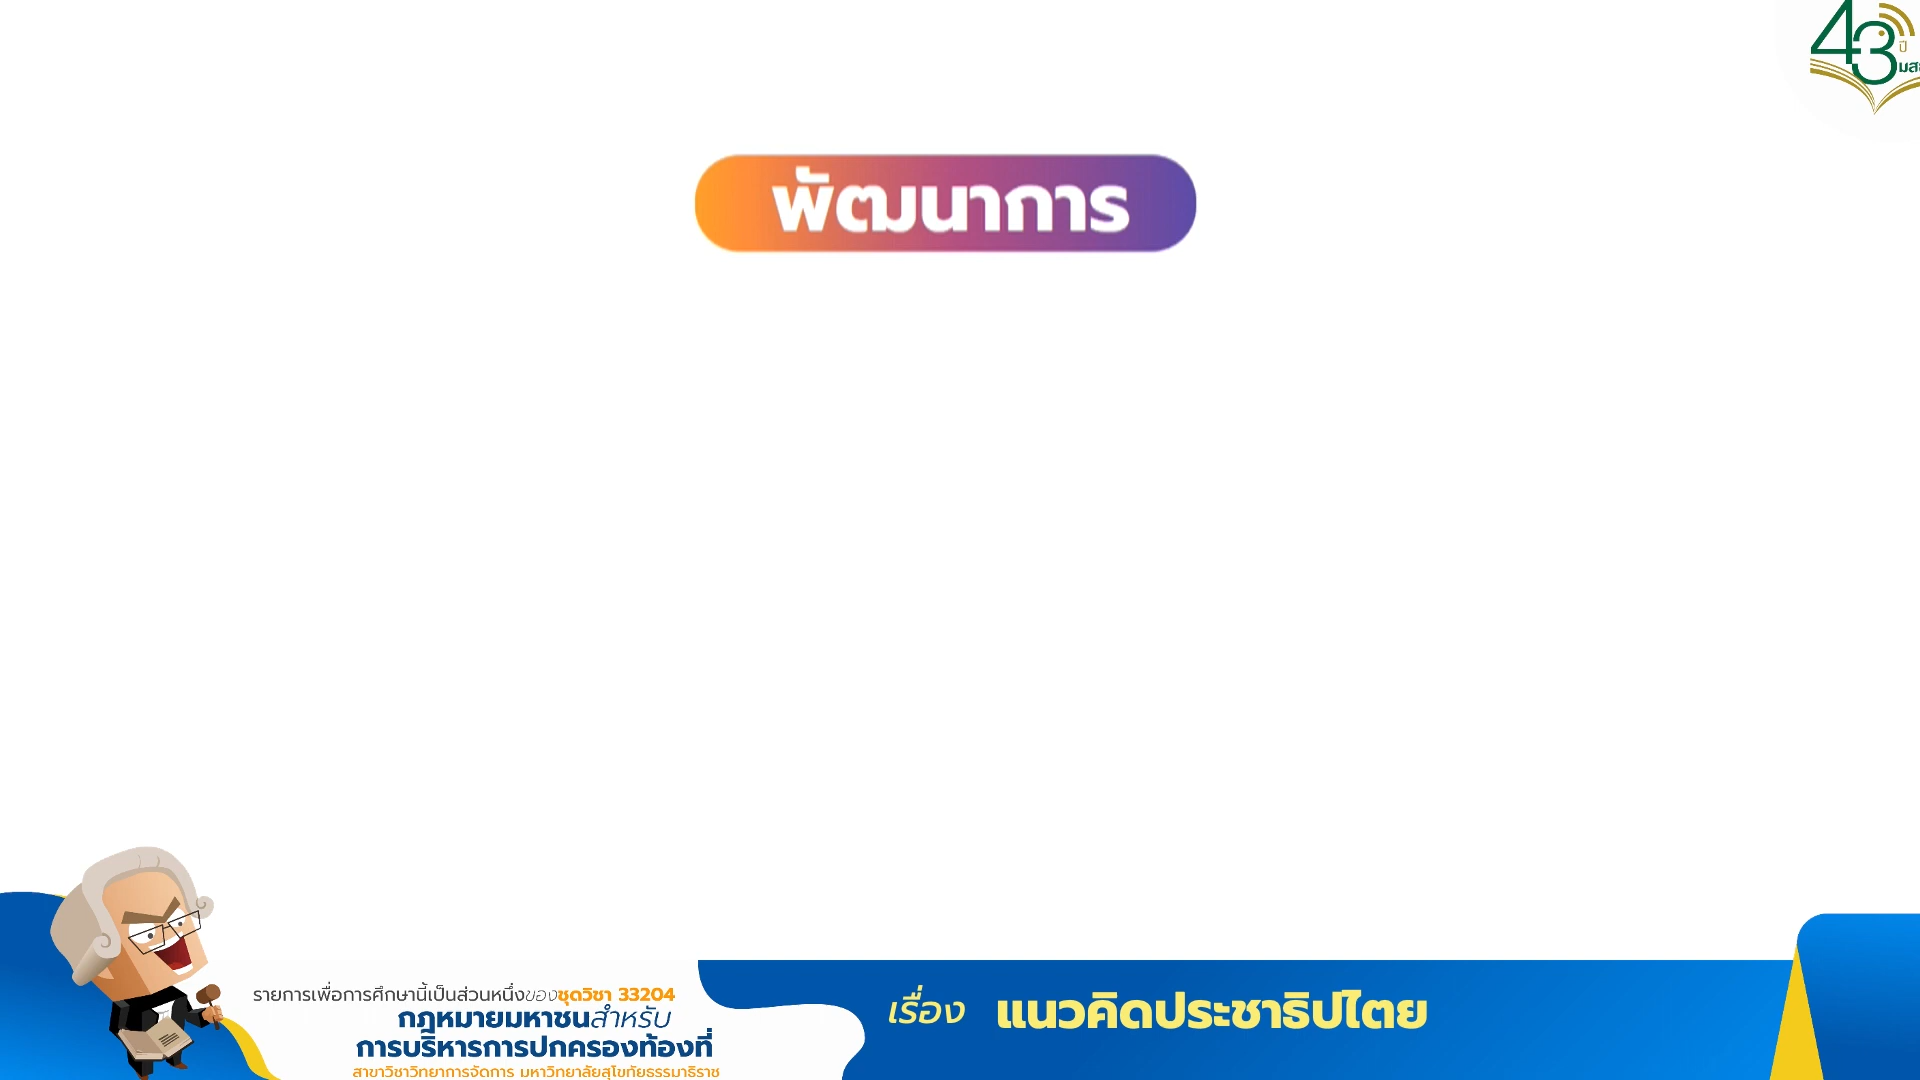 43
ปี
พัฒนาการ
รายการเพื่อการศึกษานี้เป็นส่วนหนึ่งของชุดวิชา 33204
กฎหมายมหาชนสำหรับ
การบริหารการปกครองท้องที่
สาขาวิชาวิทยาการจัดการ มหาวิทยาลัยสุโขทัยธรรมาธิราช
เรื่อง แนวคิดประชาธิปไตย